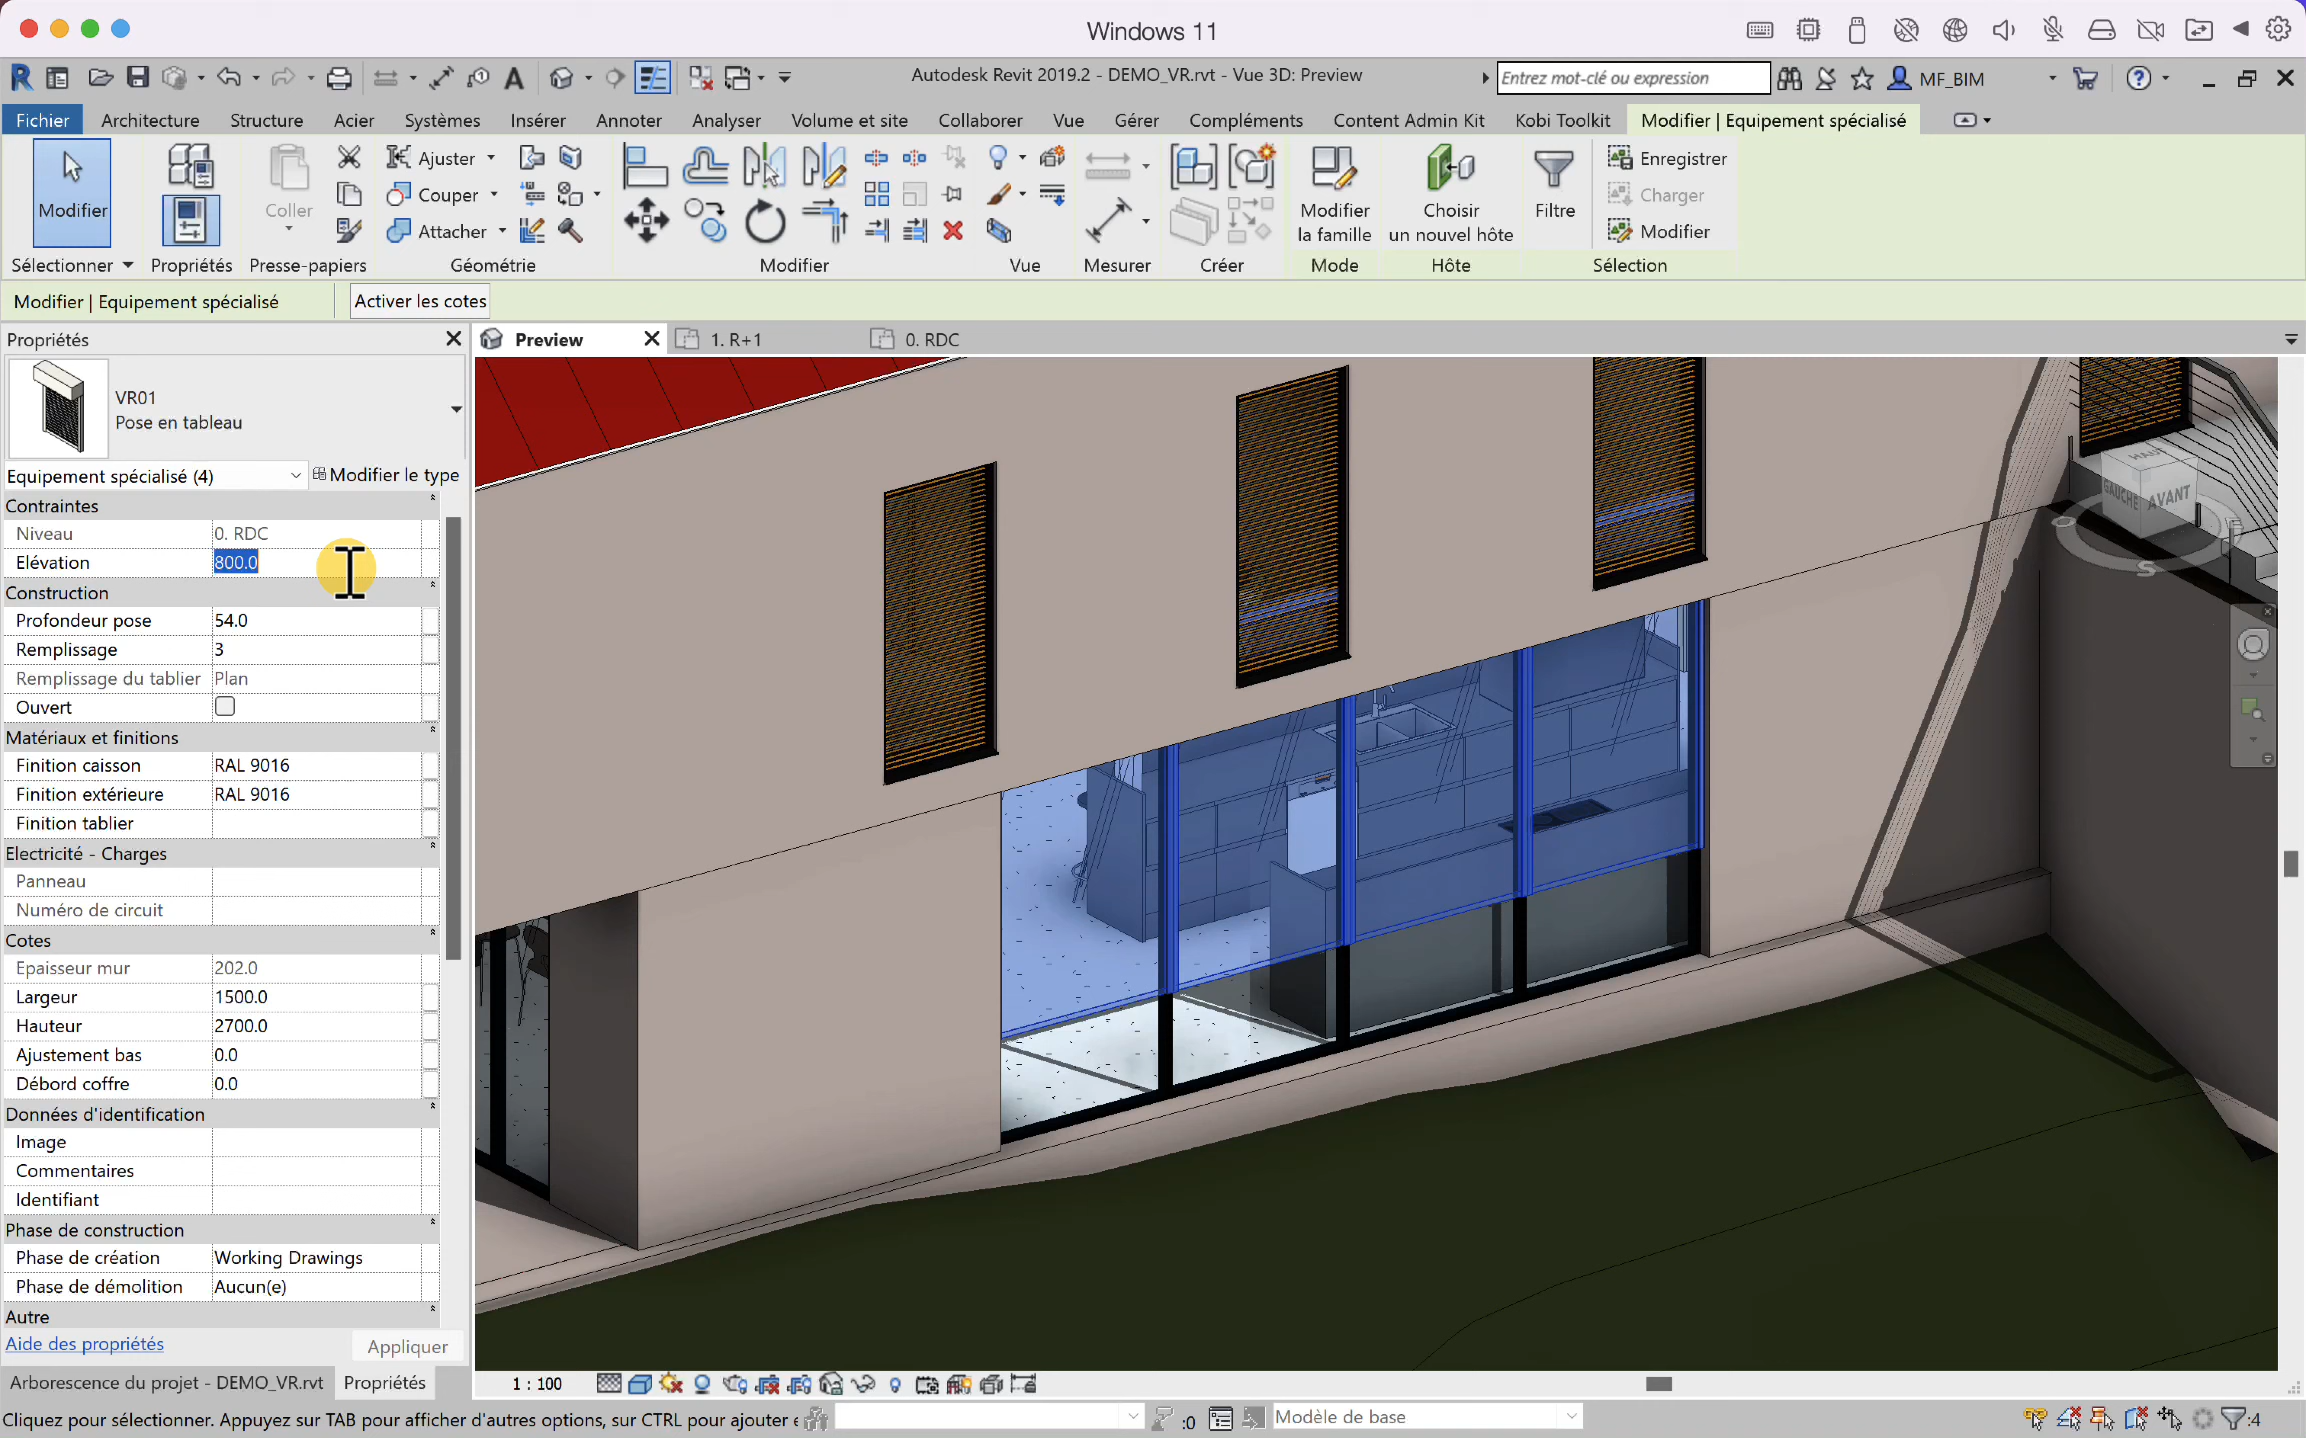 Windows 11
Autodesk Revit 2019.2 - DEMO_VR.rvt - Vue 3D: Preview
Entrez mot-clé ou expression
MF_BIM
Fichier Architecture Structure Acier Systèmes Insérer Annoter Analyser Volume et site Collaborer Vue Gérer Compléments Content Admin Kit Kobi Toolkit Modifier | Equipement spécialisé
Modifier
Coller
Ajuster
Couper
Attacher
Modifier
la famille
Choisir
un nouvel hôte
Filtre
Enregistrer
Charger
Modifier
Sélectionner Propriétés Presse-papiers Géométrie Modifier Vue Mesurer Créer Mode Hôte Sélection
Modifier | Equipement spécialisé Activer les cotes
Propriétés
Preview 1. R+1 0. RDC
VR01
Pose en tableau
Equipement spécialisé (4) Modifier le type
Contraintes
Niveau 0. RDC
Elévation 800.0
Construction
Profondeur pose 54.0
Remplissage 3
Remplissage du tablier Plan
Ouvert
Matériaux et finitions
Finition caisson RAL 9016
Finition extérieure RAL 9016
Finition tablier
Electricité - Charges
Panneau
Numéro de circuit
Cotes
Epaisseur mur 202.0
Largeur 1500.0
Hauteur 2700.0
Ajustement bas 0.0
Débord coffre 0.0
Données d'identification
Image
Commentaires
Identifiant
Phase de construction
Phase de création Working Drawings
Phase de démolition Aucun(e)
Autre
Aide des propriétés Appliquer
Arborescence du projet - DEMO_VR.rvt Propriétés
HAUT
GAUCHE AVANT
S
1 : 100
Cliquez pour sélectionner. Appuyez sur TAB pour afficher d'autres options, sur CTRL pour ajouter
:0
Modèle de base
:4